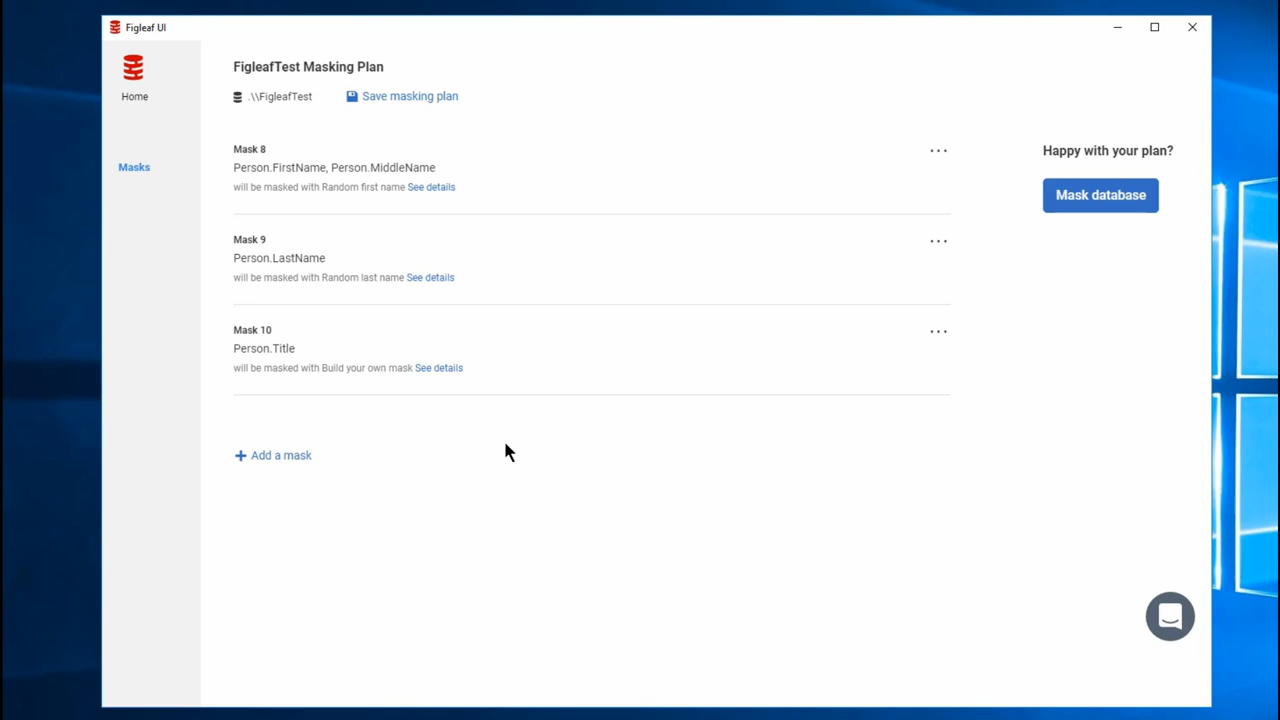 Figleaf UI
Home
Masks
FigleafTest Masking Plan
.\\FigleafTest
Save masking plan
Mask 8
Person.FirstName, Person.MiddleName
will be masked with Random first name See details
Mask 9
Person.LastName
will be masked with Random last name See details
Mask 10
Person.Title
will be masked with Build your own mask See details
Add a mask
Happy with your plan?
Mask database